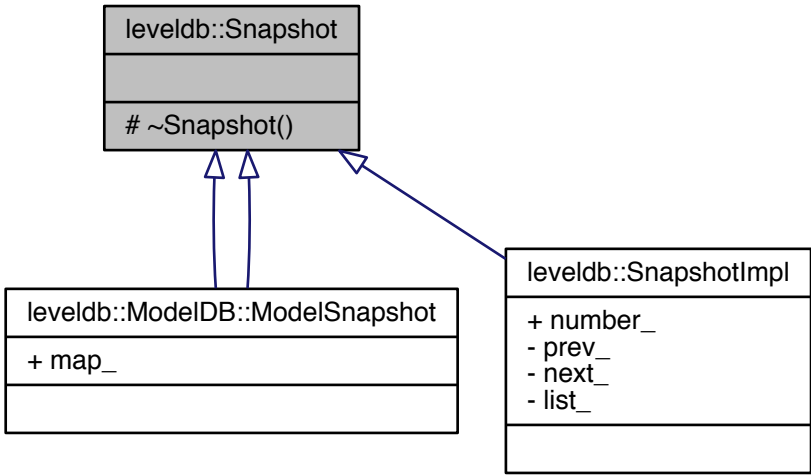 leveldb::Snapshot
# ~Snapshot()
leveldb::ModelDB::ModelSnapshot
+ map_
leveldb::SnapshotImpl
+ number_
- prev_
- next_
- list_